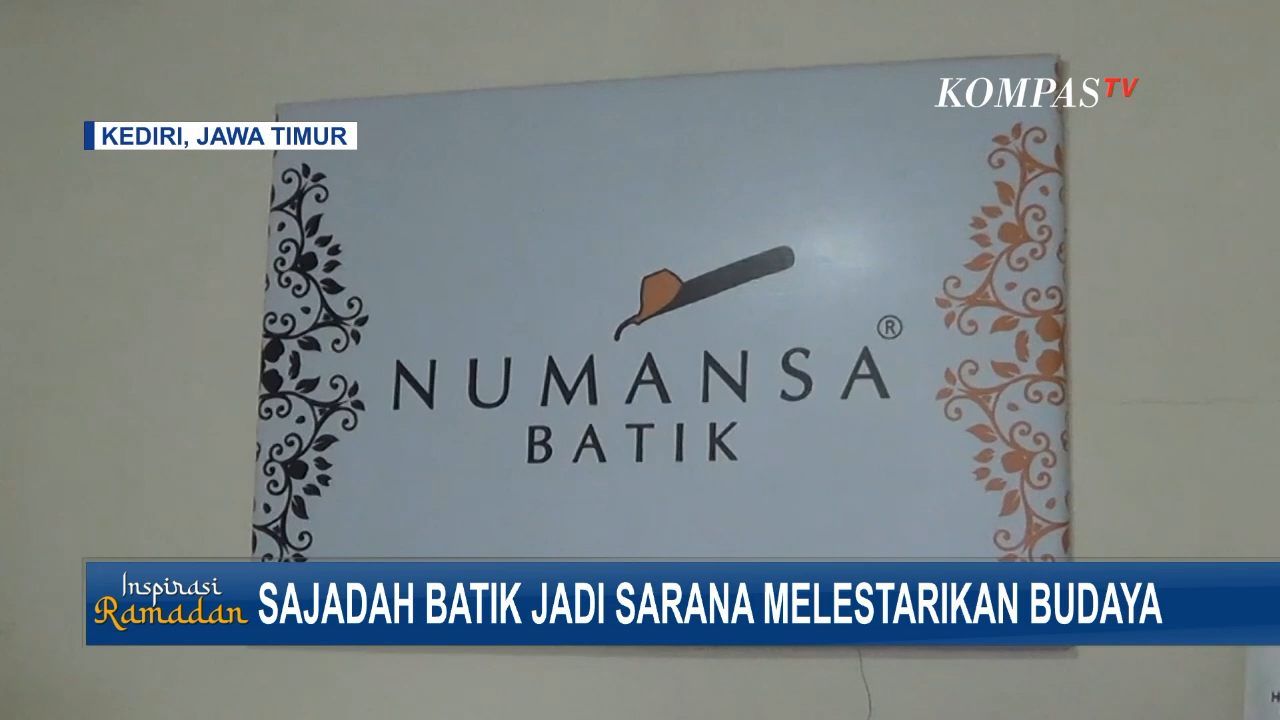 KOMPASTV
KEDIRI, JAWA TIMUR
®
NUMANSA
BATIK
Inspirasi
Ramadan
SAJADAH BATIK JADI SARANA MELESTARIKAN BUDAYA